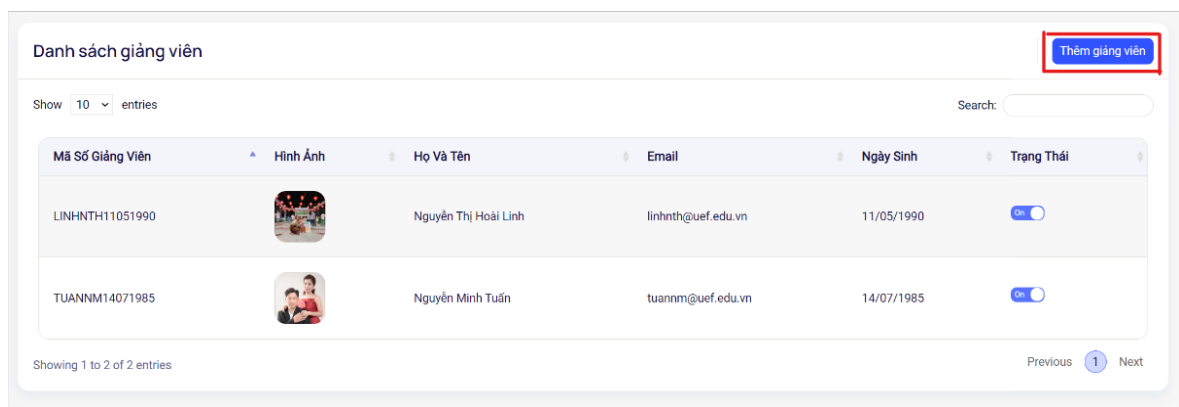 Danh sách giảng viên
Thêm giảng viên
Show 10 entries
Search:
Mã Số Giảng Viên Hình Ảnh Họ Và Tên Email Ngày Sinh Trạng Thái
LINHNTH11051990 Nguyễn Thị Hoài Linh linhnth@uef.edu.vn 11/05/1990 On
TUANNM14071985 Nguyễn Minh Tuấn tuannm@uef.edu.vn 14/07/1985 On
Showing 1 to 2 of 2 entries
Previous 1 Next